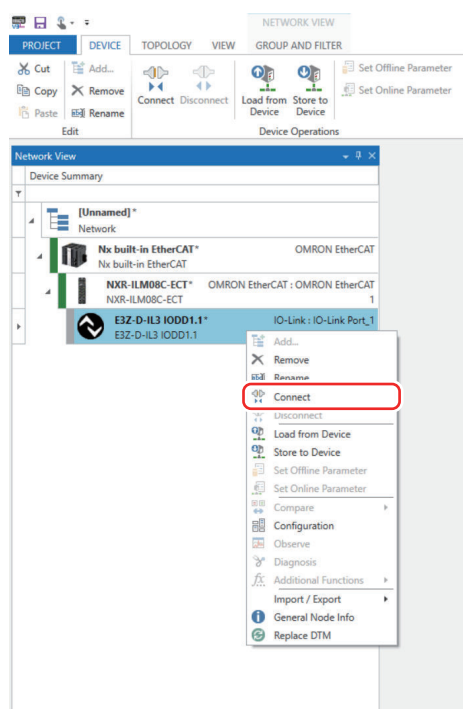 NETWORK VIEW
PROJECT DEVICE TOPOLOGY VIEW GROUP AND FILTER
Cut Add... Set Offline Parameter
Copy Remove Connect Disconnect Load from Device Store to Device Set Online Parameter
Paste Rename
Edit Device Operations
Network View
Device Summary
[Unnamed]*
Network
Nx built-in EtherCAT* OMRON EtherCAT
Nx built-in EtherCAT
NXR-ILM08C-ECT* OMRON EtherCAT : OMRON EtherCAT
NXR-ILM08C-ECT 1
E3Z-D-IL3 IODD1.1* IO-Link : IO-Link Port_1
E3Z-D-IL3 IODD1.1
Add...
Remove
Rename
Connect
Disconnect
Load from Device
Store to Device
Set Offline Parameter
Set Online Parameter
Compare
Configuration
Observe
Diagnosis
Additional Functions
Import / Export
General Node Info
Replace DTM